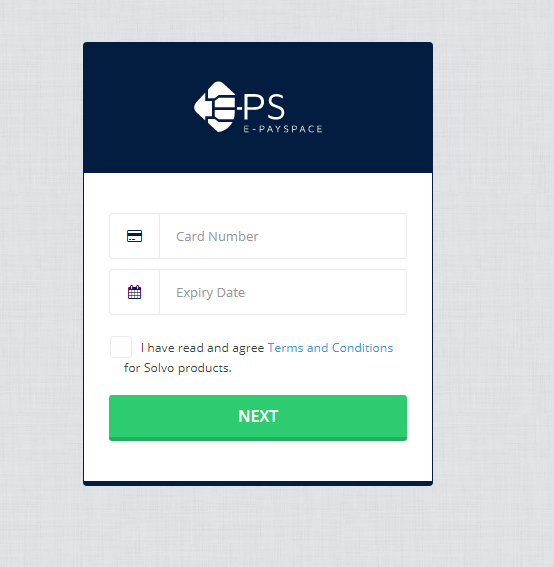 E-PS
E-PAYSPACE
Card Number
Expiry Date
I have read and agree Terms and Conditions
for Solvo products.
NEXT